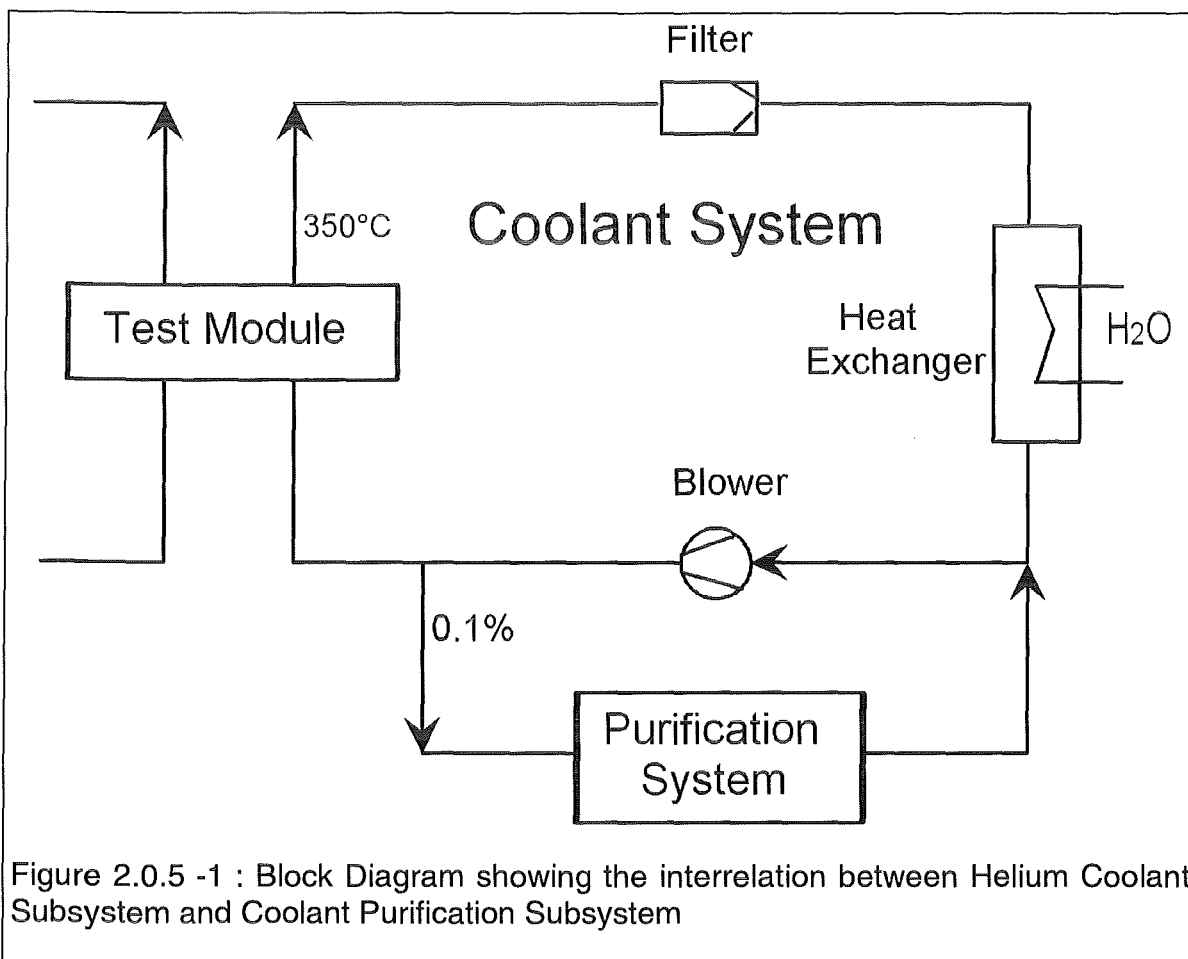 Filter
350°C
Coolant System
Test Module
Heat
Exchanger
H2O
Blower
0.1%
Purification
System
Figure 2.0.5 -1 : Block Diagram showing the interrelation between Helium Coolant
Subsystem and Coolant Purification Subsystem